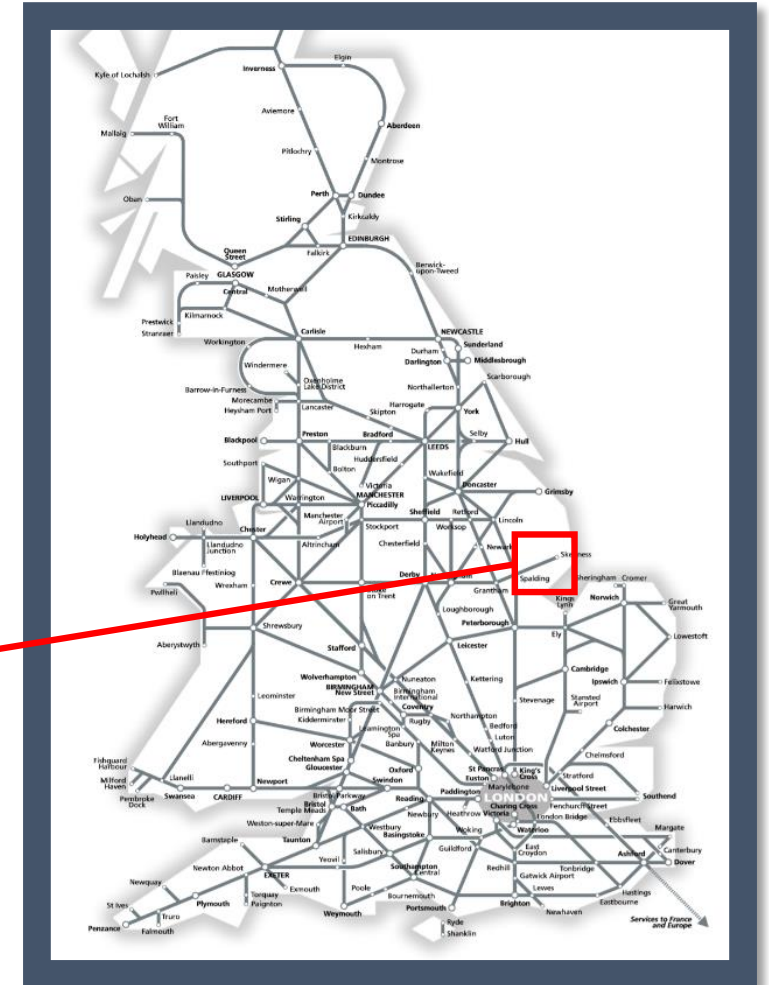 Elgin
Inverness
Kyle of Lochalsh
Aviemore
Fort
William
Mallaig
Aberdeen
Pitlochry
Montrose
Perth
Dundee
Oban
Stirling
Kirkcaldy
EDINBURGH
Queen
Street
Falkirk
Berwick-
upon-Tweed
Paisley
GLASGOW
Central
Motherwell
Prestwick
Kilmarnock
Stranraer
Carlisle
NEWCASTLE
Workington
Hexham
Sunderland
Durham
Darlington
Middlesbrough
Windermere
Scarborough
Oxenholme
Lake District
Barrow-in-Furness
Northallerton
Morecambe
Heysham Port
Lancaster
Harrogate
York
Skipton
Blackpool
Preston
Bradford
Selby
Blackburn
LEEDS
Hull
Huddersfield
Southport
Bolton
Wakefield
Wigan
Victoria
Doncaster
MANCHESTER
Piccadilly
Grimsby
LIVERPOOL
Warrington
Sheffield
Retford
Manchester
Airport
Lincoln
Llandudno
Stockport
Worksop
Holyhead
Chester
Llandudno
Junction
Altrincham
Chesterfield
Newark
Skegness
Blaenau Ffestiniog
Derby
Spalding
Sheringham
Cromer
Pwllheli
Wrexham
Crewe
on Trent
Grantham
Kings
Lynn
Norwich
Great
Yarmouth
Loughborough
Aberystwyth
Shrewsbury
Peterborough
Ely
Lowestoft
Stafford
Leicester
Wolverhampton
Nuneaton
Kettering
Cambridge
BIRMINGHAM
New Street
Birmingham
International
Ipswich
Felixstowe
Leominster
Birmingham Moor Street
Coventry
Stevenage
Stansted
Airport
Harwich
Kidderminster
Rugby
Northampton
Hereford
Leamington
Spa
Bedford
Colchester
Worcester
Banbury
Milton
Keynes
Luton
Abergavenny
Watford Junction
Chelmsford
Cheltenham Spa
Gloucester
Oxford
St Pancras
King's
Cross
Fishguard
Harbour
Llanelli
Swindon
Euston
Stratford
Milford
Haven
Newport
Paddington
Marylebone
Liverpool Street
Pembroke
Dock
Swansea
CARDIFF
Bristol Parkway
Reading
LONDON
Southend
Bristol
Temple Meads
Bath
Charing Cross
Fenchurch Street
Newbury
Heathrow
Victoria
London Bridge
Ebbsfleet
Weston-super-Mare
Westbury
Basingstoke
Woking
Waterloo
Margate
Barnstaple
Taunton
Guildford
East
Croydon
Canterbury
Yeovil
Salisbury
Ashford
Newton Abbot
Southampton
Central
Redhill
Tonbridge
Dover
EXETER
Gatwick Airport
Newquay
Exmouth
Poole
Lewes
Hastings
Torquay
Paignton
Bournemouth
Eastbourne
St Ives
Plymouth
Weymouth
Portsmouth
Brighton
Newhaven
Truro
Ryde
Services to France
and Europe
Penzance
Falmouth
Shanklin